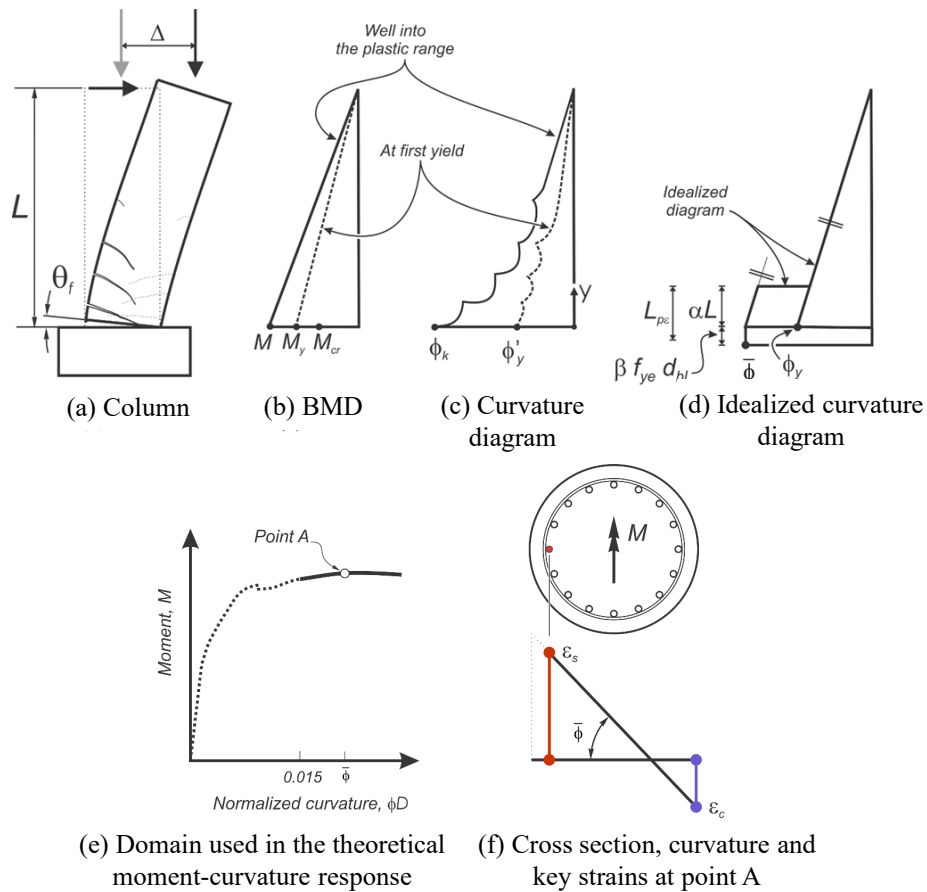 Δ
L
θf
(a) Column
Well into
the plastic range
At first yield
M My Mcr
(b) BMD
ϕk ϕ'y
y
(c) Curvature
diagram
Idealized
diagram
Lpε αL
β fye dbl
ϕ̄ ϕy
(d) Idealized curvature
diagram
Moment, M
Point A
0.015 ϕ̄
Normalized curvature, ϕD
(e) Domain used in the theoretical
moment-curvature response
M
εs
ϕ̄
εc
(f) Cross section, curvature and
key strains at point A